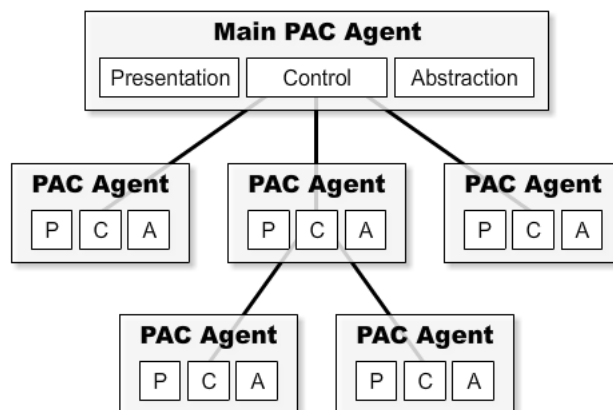 Main PAC Agent
Presentation Control Abstraction
PAC Agent PAC Agent PAC Agent
P C A P C A P C A
PAC Agent PAC Agent
P C A P C A